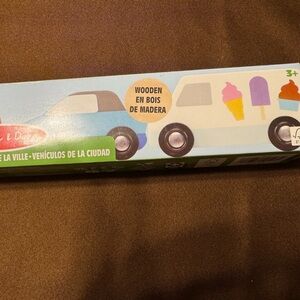 WOODEN
EN BOIS
DE MADERA
3+
& D
E LA VILLE • VEHÍCULOS DE LA CIUDAD